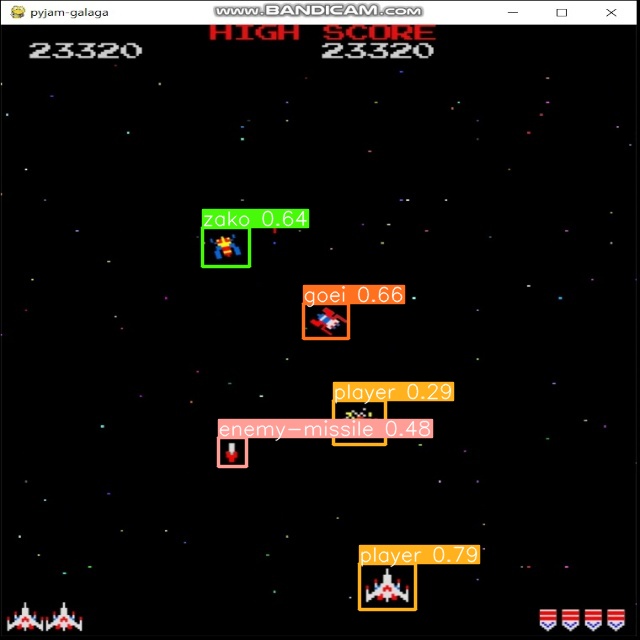 pyjam-galaga
www.BANDICAM.com
HIGH SCORE
23320
23320
zako 0.64
goei 0.66
player 0.29
enemy-missile 0.48
player 0.79